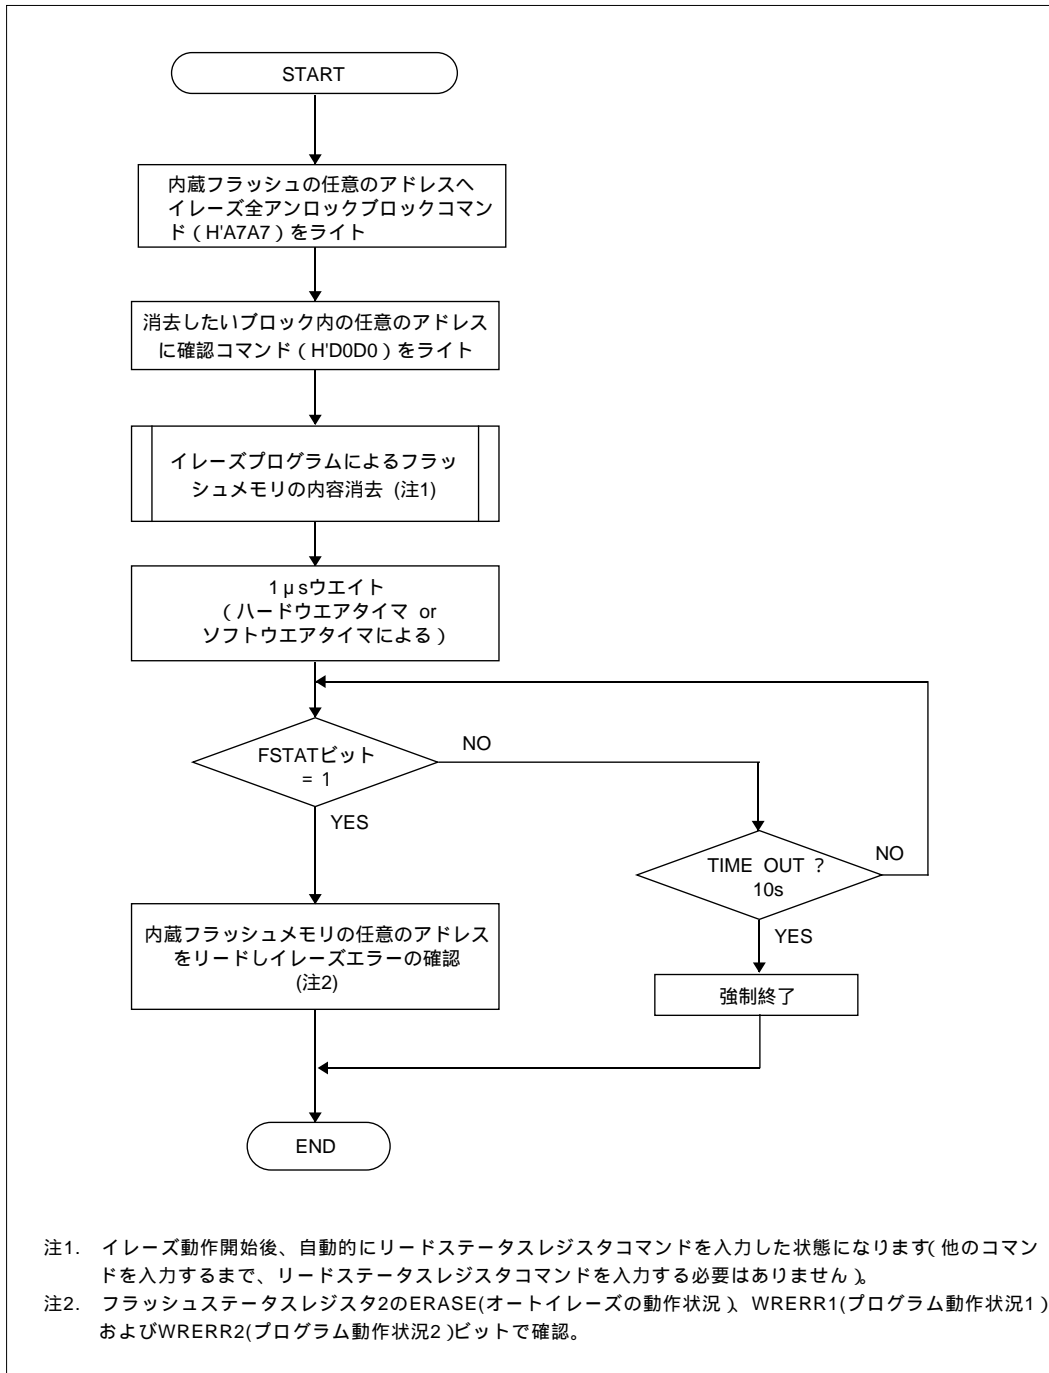 START
内蔵フラッシュの任意のアドレスへ
イレーズ全アンロックブロックコマン
ド（H'A7A7）をライト
消去したいブロック内の任意のアドレス
に確認コマンド（H'D0D0）をライト
イレーズプログラムによるフラッ
シュメモリの内容消去 (注1)
1μsウエイト
（ハードウエアタイマ or
ソフトウエアタイマによる）
FSTATビット
= 1
NO
YES
TIME OUT ？
10s
NO
YES
内蔵フラッシュメモリの任意のアドレス
をリードしイレーズエラーの確認
(注2)
強制終了
END
注1. イレーズ動作開始後、自動的にリードステータスレジスタコマンドを入力した状態になります（他のコマン
ドを入力するまで、リードステータスレジスタコマンドを入力する必要はありません）。
注2. フラッシュステータスレジスタ2のERASE(オートイレーズの動作状況）、WRERR1(プログラム動作状況1）
およびWRERR2(プログラム動作状況2）ビットで確認。